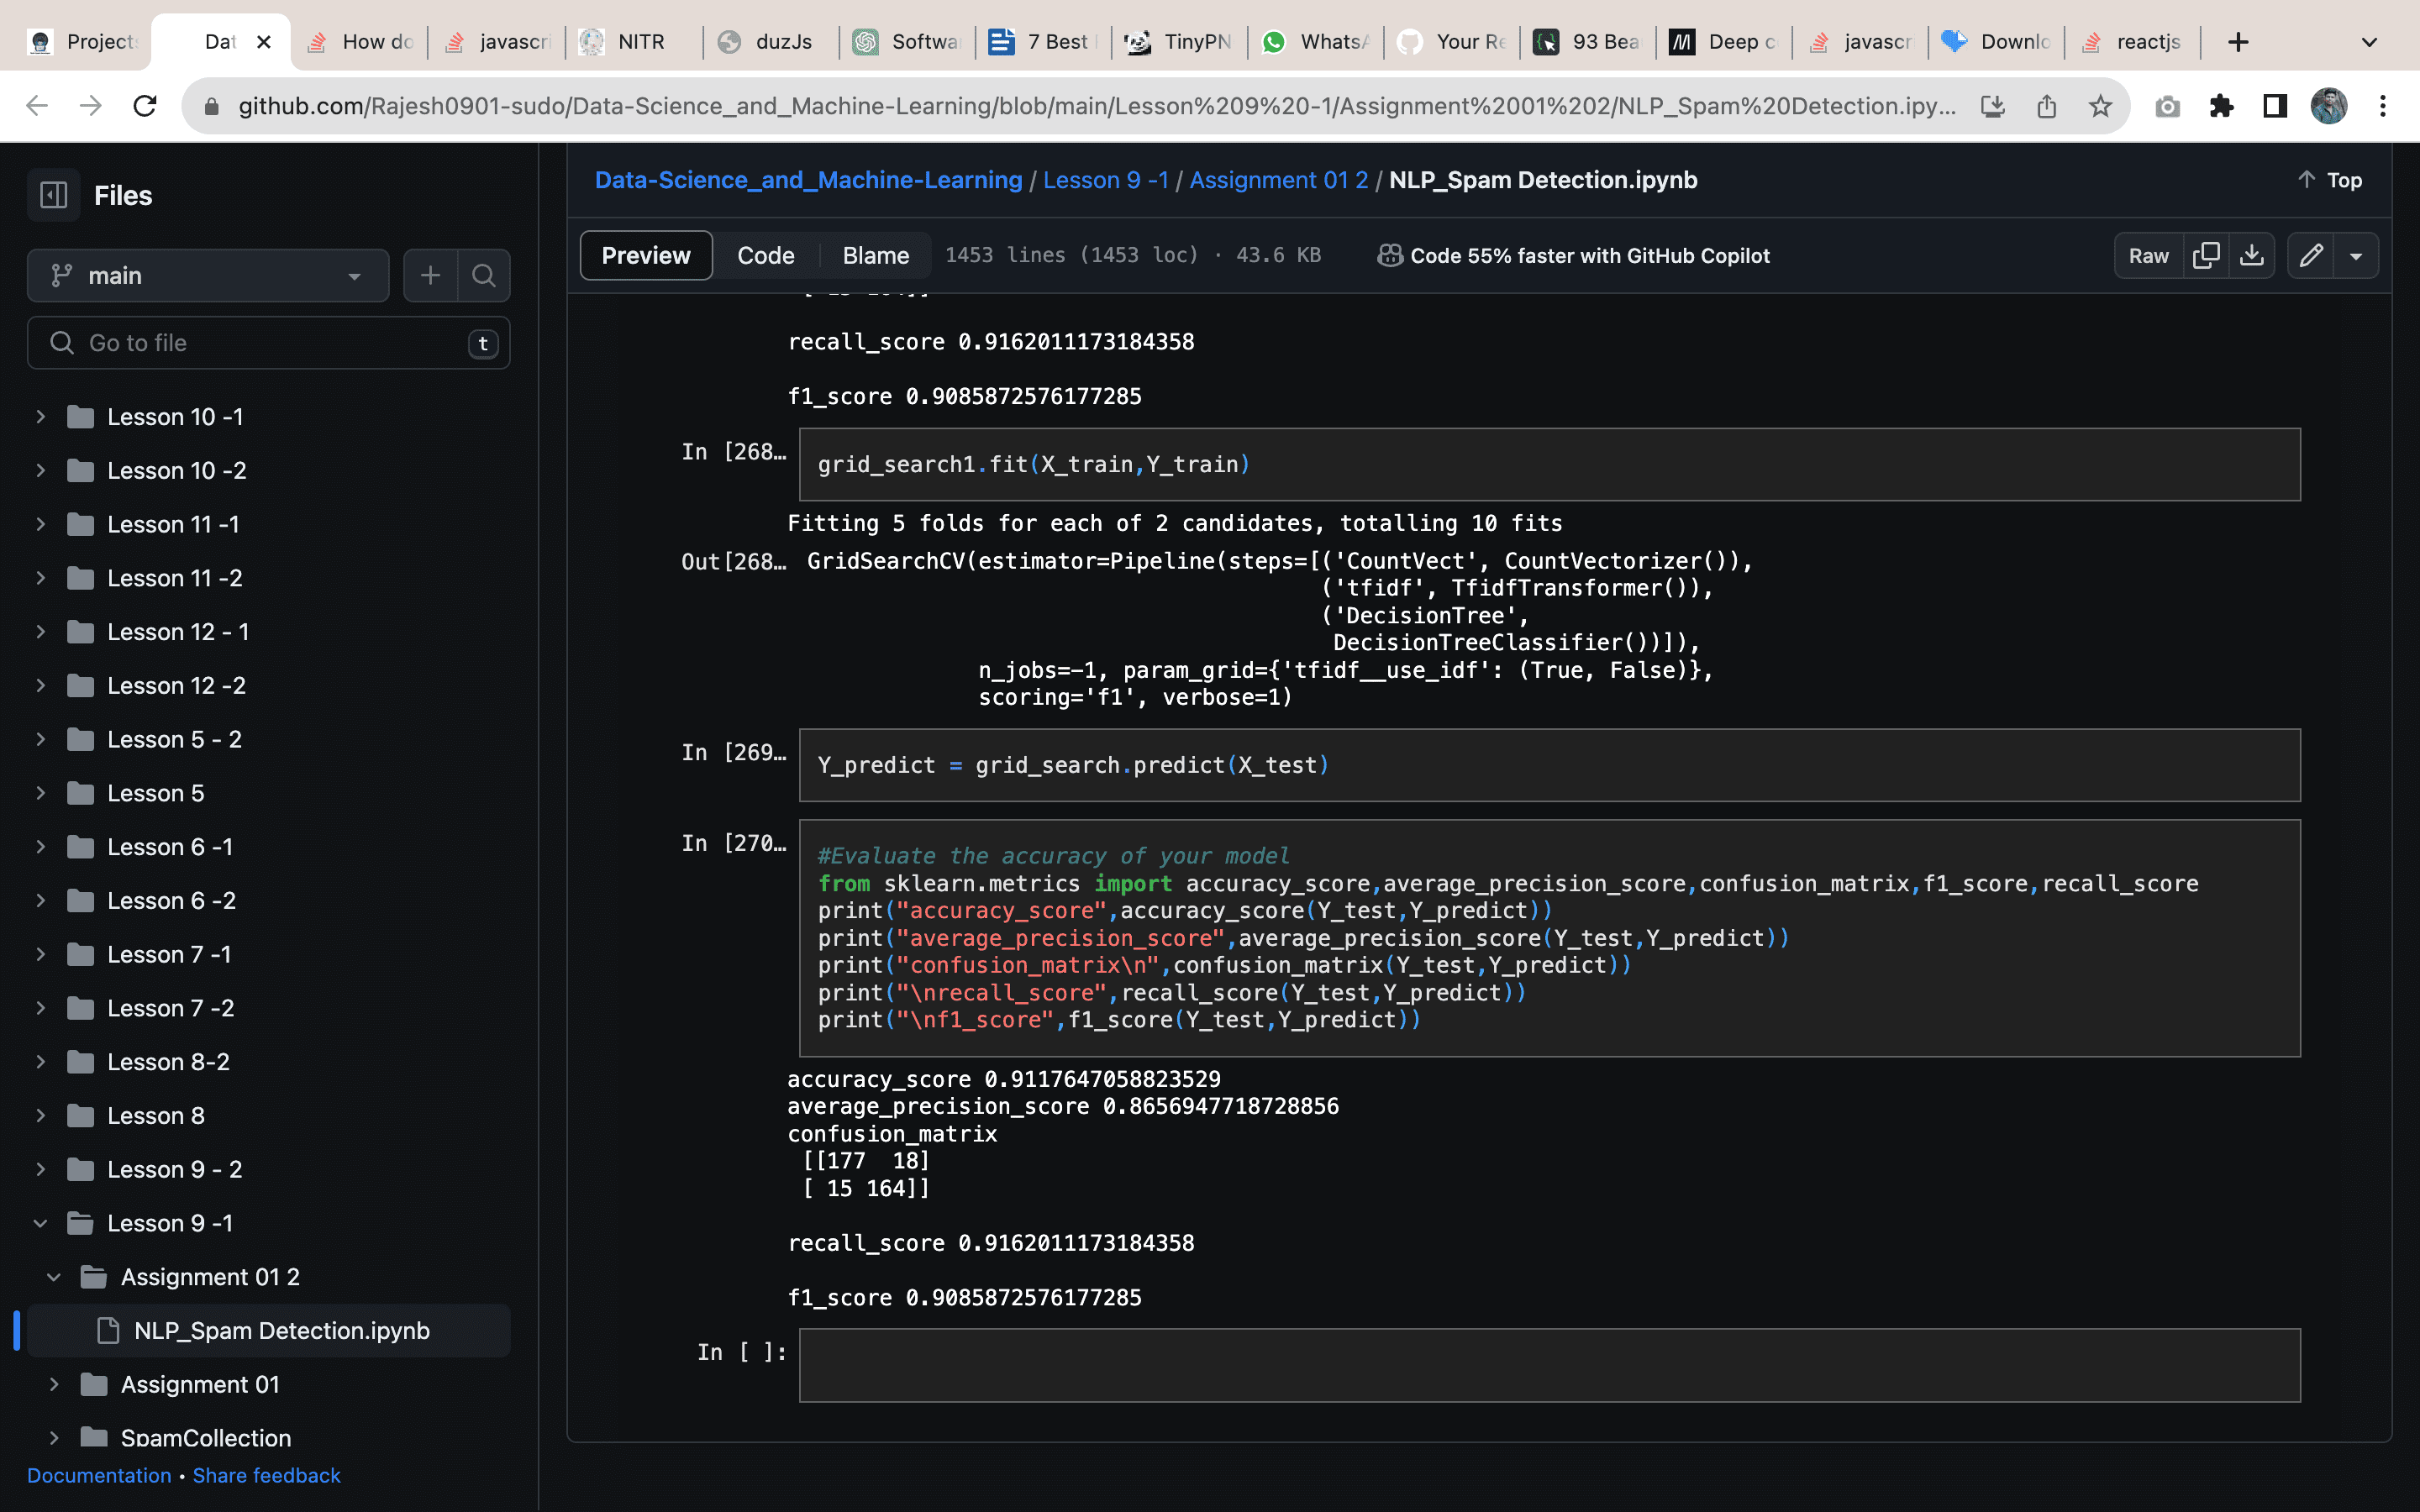 Project
Dat
How do
javascri
NITR
duzJs
Softwa
7 Best
TinyPN
WhatsA
Your Re
93 Bea
Deep c
javascr
Downlo
reactjs
github.com/Rajesh0901-sudo/Data-Science_and_Machine-Learning/blob/main/Lesson%209%20-1/Assignment%2001%202/NLP_Spam%20Detection.ipy...
Files
main
Go to file
t
Lesson 10 -1
Lesson 10 -2
Lesson 11 -1
Lesson 11 -2
Lesson 12 - 1
Lesson 12 -2
Lesson 5 - 2
Lesson 5
Lesson 6 -1
Lesson 6 -2
Lesson 7 -1
Lesson 7 -2
Lesson 8-2
Lesson 8
Lesson 9 - 2
Lesson 9 -1
Assignment 01 2
NLP_Spam Detection.ipynb
Assignment 01
SpamCollection
Documentation • Share feedback
Data-Science_and_Machine-Learning / Lesson 9 -1 / Assignment 01 2 / NLP_Spam Detection.ipynb
Top
Preview Code Blame 1453 lines (1453 loc) · 43.6 KB Code 55% faster with GitHub Copilot Raw
[ 15 164]]
recall_score 0.9162011173184358
f1_score 0.9085872576177285
In [268… grid_search1.fit(X_train,Y_train)
Fitting 5 folds for each of 2 candidates, totalling 10 fits
Out[268… GridSearchCV(estimator=Pipeline(steps=[('CountVect', CountVectorizer()),
('tfidf', TfidfTransformer()),
('DecisionTree',
DecisionTreeClassifier())]),
n_jobs=-1, param_grid={'tfidf__use_idf': (True, False)},
scoring='f1', verbose=1)
In [269… Y_predict = grid_search.predict(X_test)
In [270… #Evaluate the accuracy of your model
from sklearn.metrics import accuracy_score,average_precision_score,confusion_matrix,f1_score,recall_score
print("accuracy_score",accuracy_score(Y_test,Y_predict))
print("average_precision_score",average_precision_score(Y_test,Y_predict))
print("confusion_matrix\n",confusion_matrix(Y_test,Y_predict))
print("\nrecall_score",recall_score(Y_test,Y_predict))
print("\nf1_score",f1_score(Y_test,Y_predict))
accuracy_score 0.9117647058823529
average_precision_score 0.8656947718728856
confusion_matrix
[[177  18]
[ 15 164]]
recall_score 0.9162011173184358
f1_score 0.9085872576177285
In [ ]: